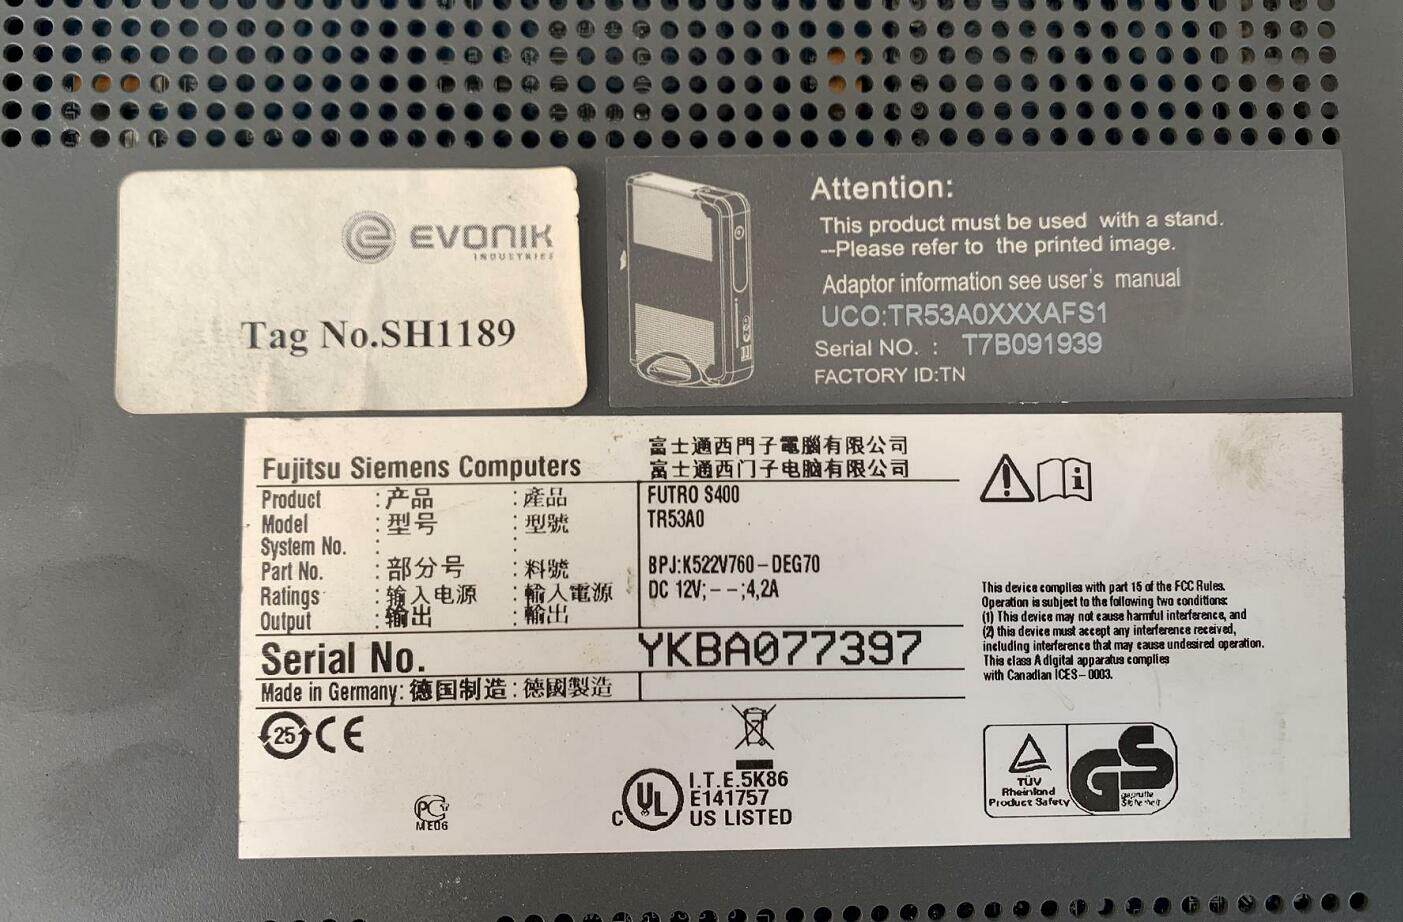 EVONIK
INDUSTRIES
Tag No.SH1189
Attention:
This product must be used with a stand.
--Please refer to the printed image.
Adaptor information see user's manual
UCO:TR53A0XXXAFS1
Serial NO. : T7B091939
FACTORY ID:TN
Fujitsu Siemens Computers
富士通西門子電腦有限公司
富士通西门子电脑有限公司
Product :产品 :產品 FUTRO S400
Model :型号 :型號 TR53A0
System No. : :
Part No. :部分号 :料號 BPJ:K522V760-DEG70
Ratings :输入电源 :輸入電源 DC 12V;--;4,2A
Output :输出 :輸出
Serial No. YKBA077397
Made in Germany:德国制造:德國製造
This device complies with part 15 of the FCC Rules.
Operation is subject to the following two conditions:
(1) This device may not cause harmful interference, and
(2) this device must accept any interference received,
including interference that may cause undesired operation.
This class A digital apparatus complies
with Canadian ICES-0003.
25 CE
PG
ME06
C UL
I.T.E.5K86
E141757
US LISTED
TÜV
Rheinland
Product Safety
GS
geprüfte
Sicherheit